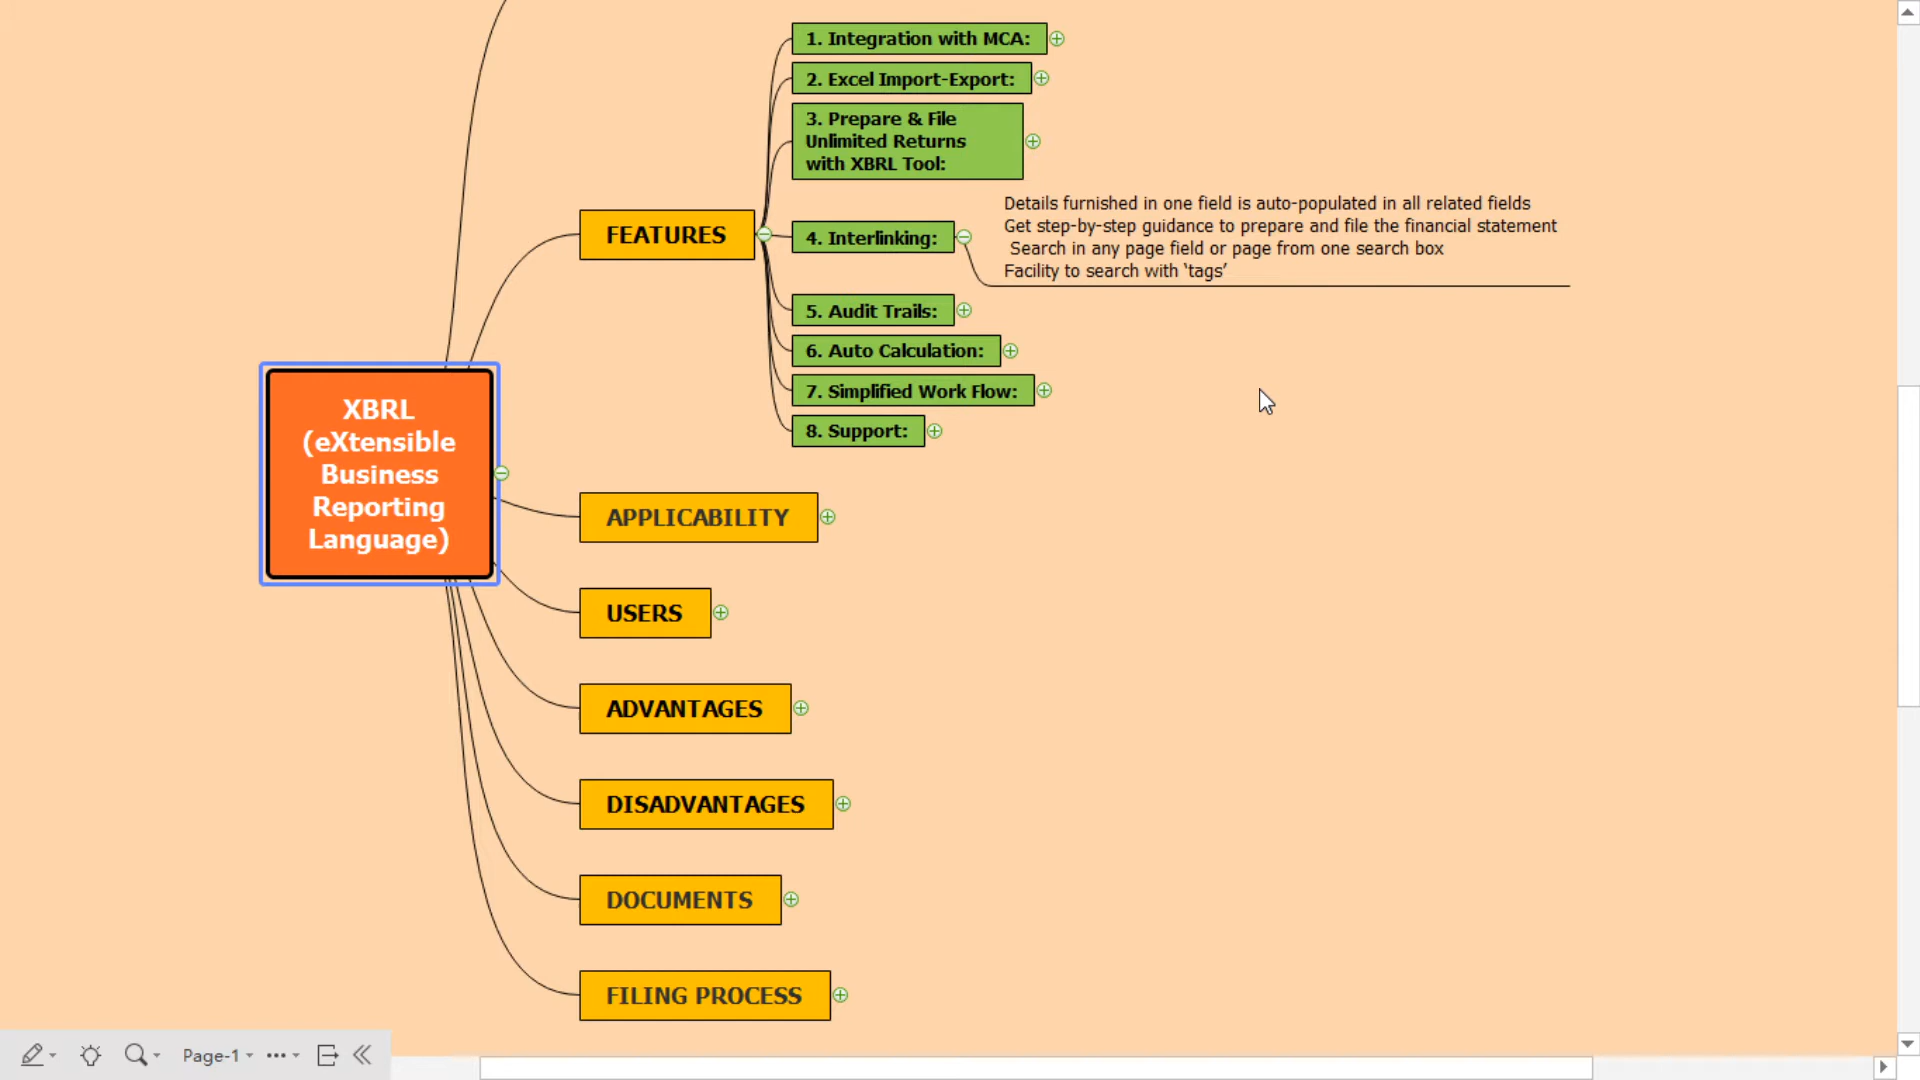 1. Integration with MCA:
2. Excel Import-Export:
3. Prepare & File
Unlimited Returns
with XBRL Tool:
FEATURES
4. Interlinking:
Details furnished in one field is auto-populated in all related fields
Get step-by-step guidance to prepare and file the financial statement
Search in any page field or page from one search box
Facility to search with ‘tags’
5. Audit Trails:
6. Auto Calculation:
7. Simplified Work Flow:
8. Support:
XBRL
(eXtensible
Business
Reporting
Language)
APPLICABILITY
USERS
ADVANTAGES
DISADVANTAGES
DOCUMENTS
FILING PROCESS
Page-1